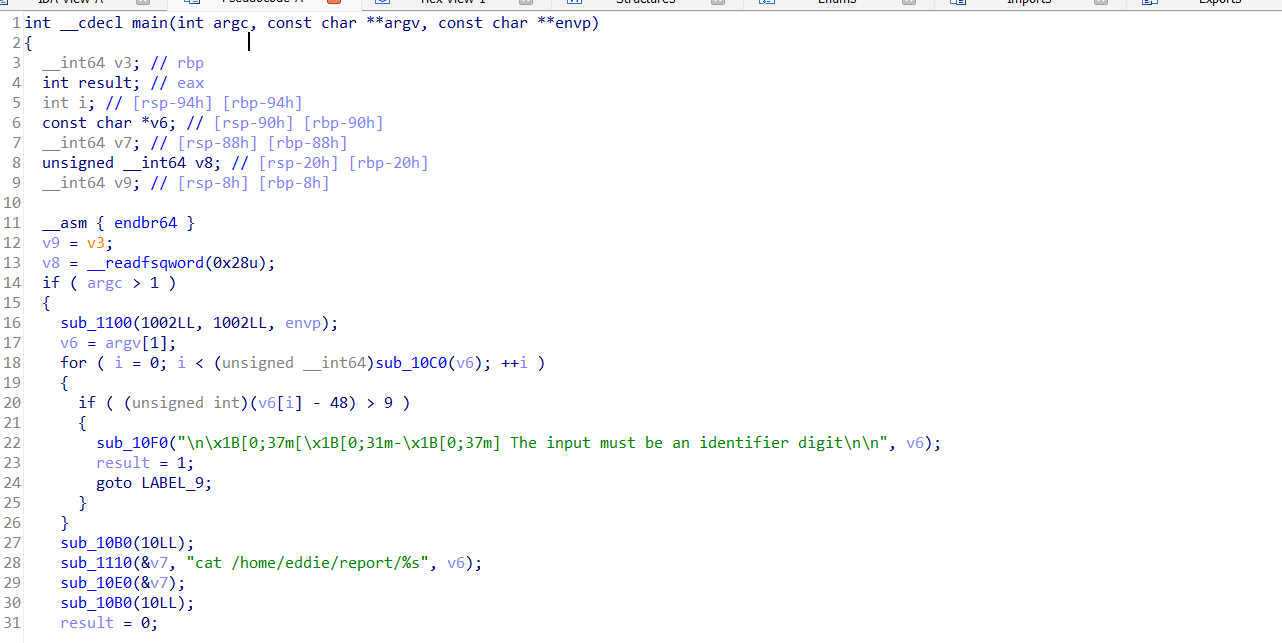 IDA View-A Pseudocode-A Hex View-1 Structures Enums Imports Exports
1 int __cdecl main(int argc, const char **argv, const char **envp)
2 {
3 __int64 v3; // rbp
4 int result; // eax
5 int i; // [rsp-94h] [rbp-94h]
6 const char *v6; // [rsp-90h] [rbp-90h]
7 __int64 v7; // [rsp-88h] [rbp-88h]
8 unsigned __int64 v8; // [rsp-20h] [rbp-20h]
9 __int64 v9; // [rsp-8h] [rbp-8h]
10
11 __asm { endbr64 }
12 v9 = v3;
13 v8 = __readfsqword(0x28u);
14 if ( argc > 1 )
15 {
16 sub_1100(1002LL, 1002LL, envp);
17 v6 = argv[1];
18 for ( i = 0; i < (unsigned __int64)sub_10C0(v6); ++i )
19 {
20 if ( (unsigned int)(v6[i] - 48) > 9 )
21 {
22 sub_10F0("\n\x1B[0;37m[\x1B[0;31m-\x1B[0;37m] The input must be an identifier digit\n\n", v6);
23 result = 1;
24 goto LABEL_9;
25 }
26 }
27 sub_10B0(10LL);
28 sub_1110(&v7, "cat /home/eddie/report/%s", v6);
29 sub_10E0(&v7);
30 sub_10B0(10LL);
31 result = 0;